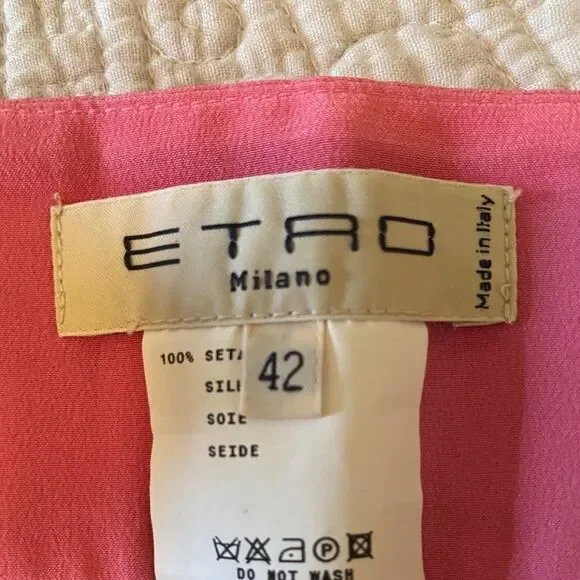 ETRO
Milano
Made in Italy
42
100% SETA
SILK
SOIE
SEIDE
P
DO NOT WASH